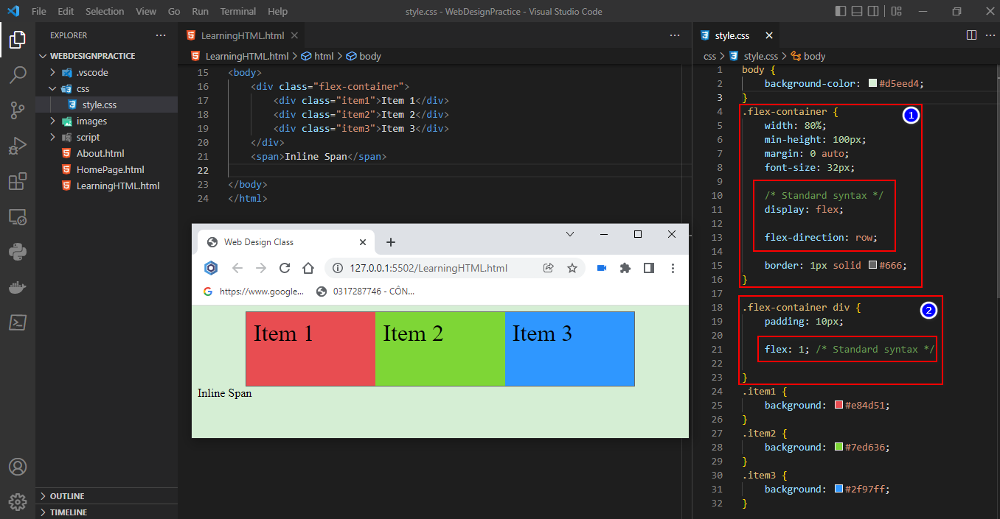 File Edit Selection View Go Run Terminal Help
style.css - WebDesignPractice - Visual Studio Code
EXPLORER
WEBDESIGNPRACTICE
.vscode
css
style.css
images
script
About.html
HomePage.html
LearningHTML.html
OUTLINE
TIMELINE
LearningHTML.html
LearningHTML.html > html > body
15 <body>
16 <div class="flex-container">
17 <div class="item1">Item 1</div>
18 <div class="item2">Item 2</div>
19 <div class="item3">Item 3</div>
20 </div>
21 <span>Inline Span</span>
22
23 </body>
24 </html>
Web Design Class
127.0.0.1:5502/LearningHTML.html
https://www.google... 0317287746 - CÔN...
Item 1 Item 2 Item 3
Inline Span
style.css
css > style.css > body
1 body {
2 background-color: #d5eed4;
3 }
4 .flex-container {
1
5 width: 80%;
6 min-height: 100px;
7 margin: 0 auto;
8 font-size: 32px;
9
10 /* Standard syntax */
11 display: flex;
12
13 flex-direction: row;
14
15 border: 1px solid #666;
16 }
17
18 .flex-container div {
2
19 padding: 10px;
20
21 flex: 1; /* Standard syntax */
22
23 }
24 .item1 {
25 background: #e84d51;
26 }
27 .item2 {
28 background: #7ed636;
29 }
30 .item3 {
31 background: #2f97ff;
32 }